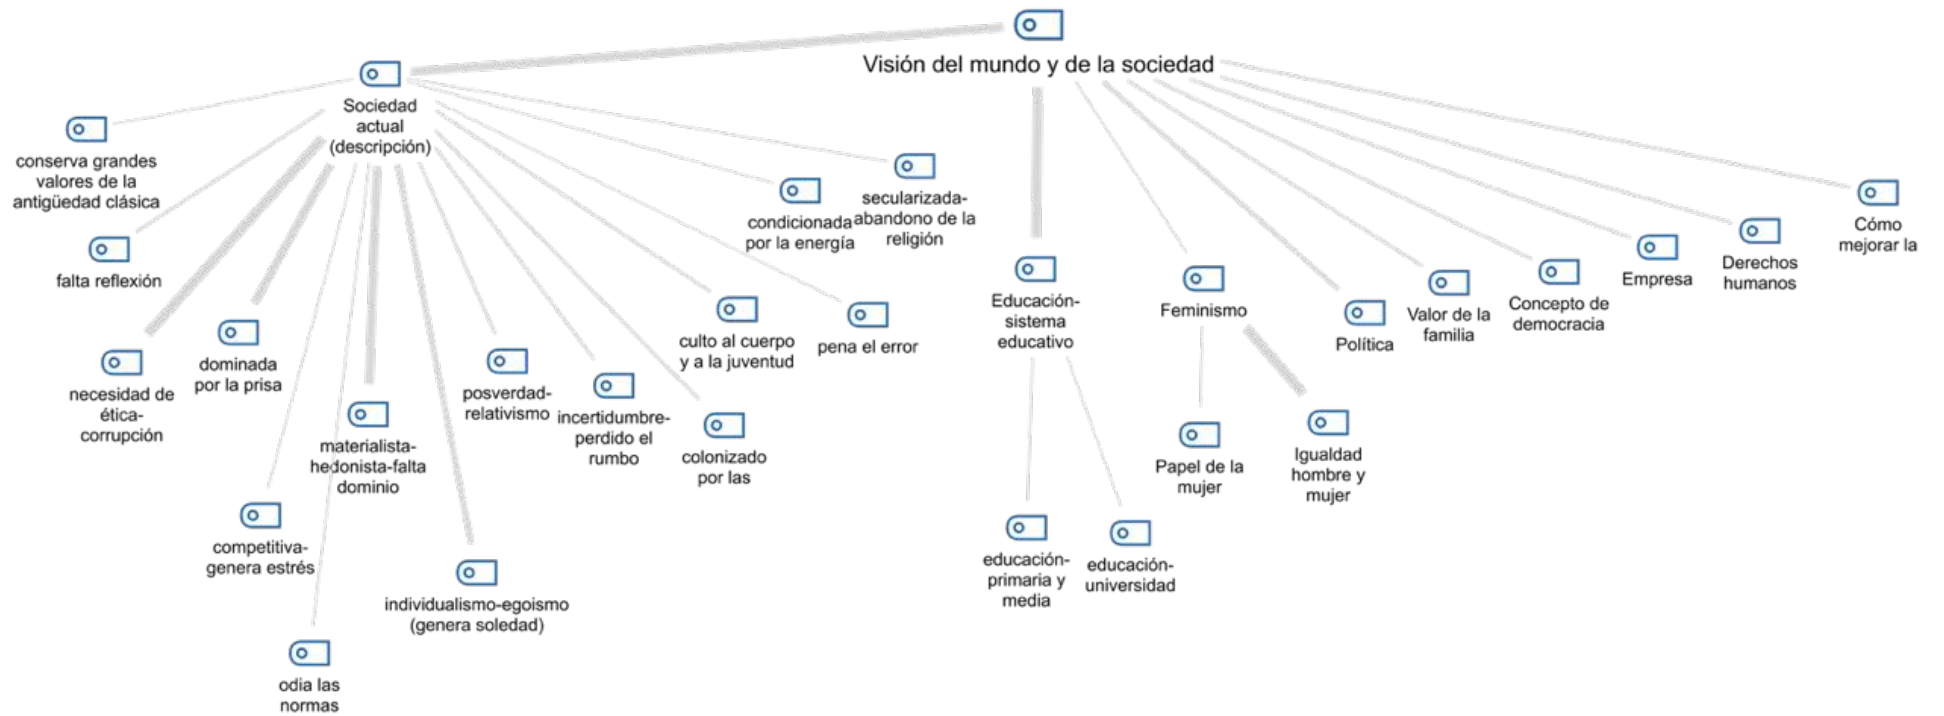 Visión del mundo y de la sociedad
Sociedad
actual
(descripción)
conserva grandes
valores de la
antigüedad clásica
falta reflexión
necesidad de
ética-
corrupción
dominada
por la prisa
competitiva-
genera estrés
odia las
normas
materialista-
hedonista-falta
dominio
individualismo-egoismo
(genera soledad)
posverdad-
relativismo
incertidumbre-
perdido el
rumbo
colonizado
por las
culto al cuerpo
y a la juventud
pena el error
condicionada
por la energía
secularizada-
abandono de la
religión
Educación-
sistema
educativo
educación-
primaria y
media
educación-
universidad
Feminismo
Papel de la
mujer
Igualdad
hombre y
mujer
Política
Valor de la
familia
Concepto de
democracia
Empresa
Derechos
humanos
Cómo
mejorar la